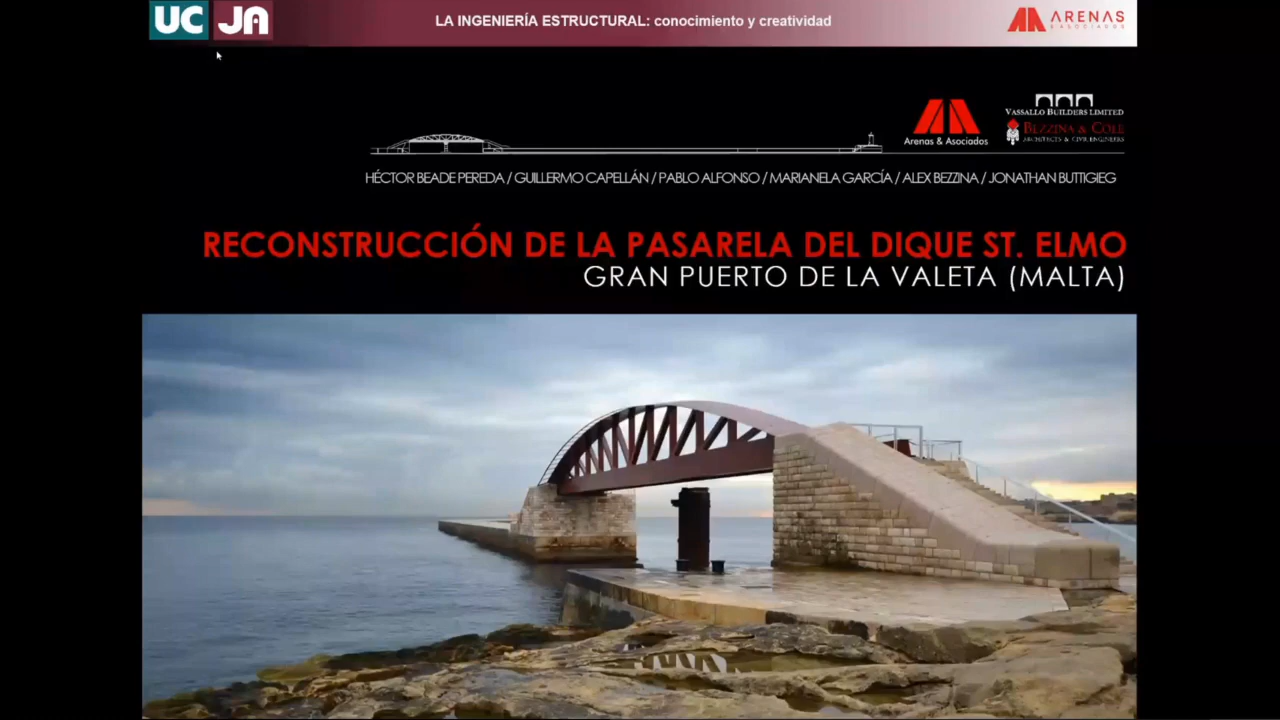 UC JA
LA INGENIERÍA ESTRUCTURAL: conocimiento y creatividad
ARENAS
& ASOCIADOS
Arenas & Asociados
VASSALLO BUILDERS LIMITED
BEZZINA & COLE
ARCHITECTS & CIVIL ENGINEERS
HÉCTOR BEADE PEREDA / GUILLERMO CAPELLÁN / PABLO ALFONSO / MARIANELA GARCÍA / ALEX BEZZINA / JONATHAN BUTTIGIEG
RECONSTRUCCIÓN DE LA PASARELA DEL DIQUE ST. ELMO
GRAN PUERTO DE LA VALETA (MALTA)